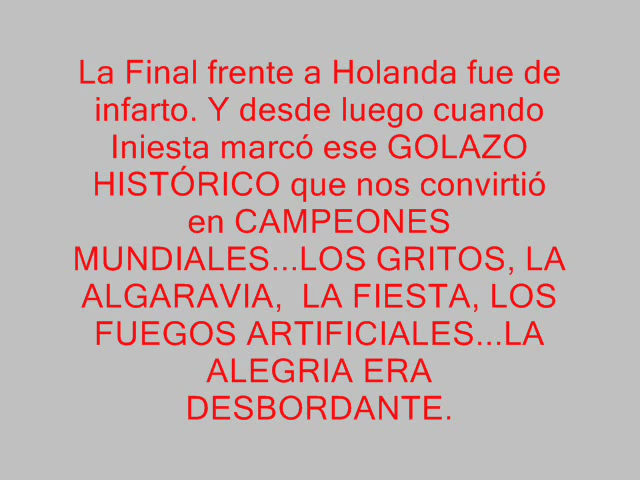 La Final frente a Holanda fue de
infarto. Y desde luego cuando
Iniesta marcó ese GOLAZO
HISTÓRICO que nos convirtió
en CAMPEONES
MUNDIALES...LOS GRITOS, LA
ALGARAVIA,  LA FIESTA, LOS
FUEGOS ARTIFICIALES...LA
ALEGRIA ERA
DESBORDANTE.